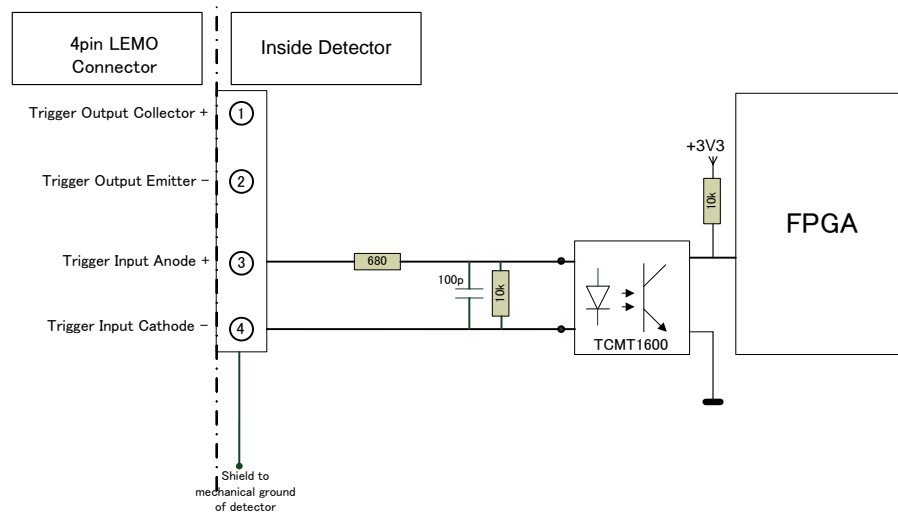 4pin LEMO
Connector
Inside Detector
Trigger Output Collector +
1
Trigger Output Emitter -
2
Trigger Input Anode +
3
Trigger Input Cathode -
4
680
100p
10k
TCMT1600
+3V3
10k
FPGA
Shield to
mechanical ground
of detector